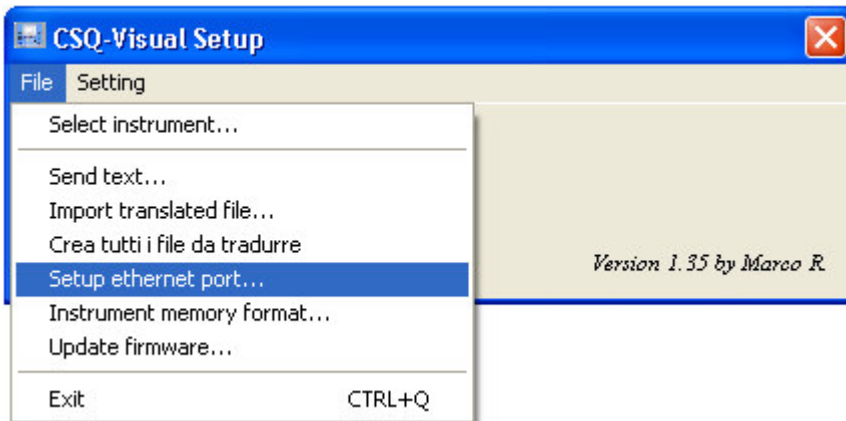 CSQ-Visual Setup
File Setting
Select instrument...
Send text...
Import translated file...
Crea tutti i file da tradurre
Setup ethernet port...
Version 1.35 by Marco R.
Instrument memory format...
Update firmware...
Exit CTRL+Q